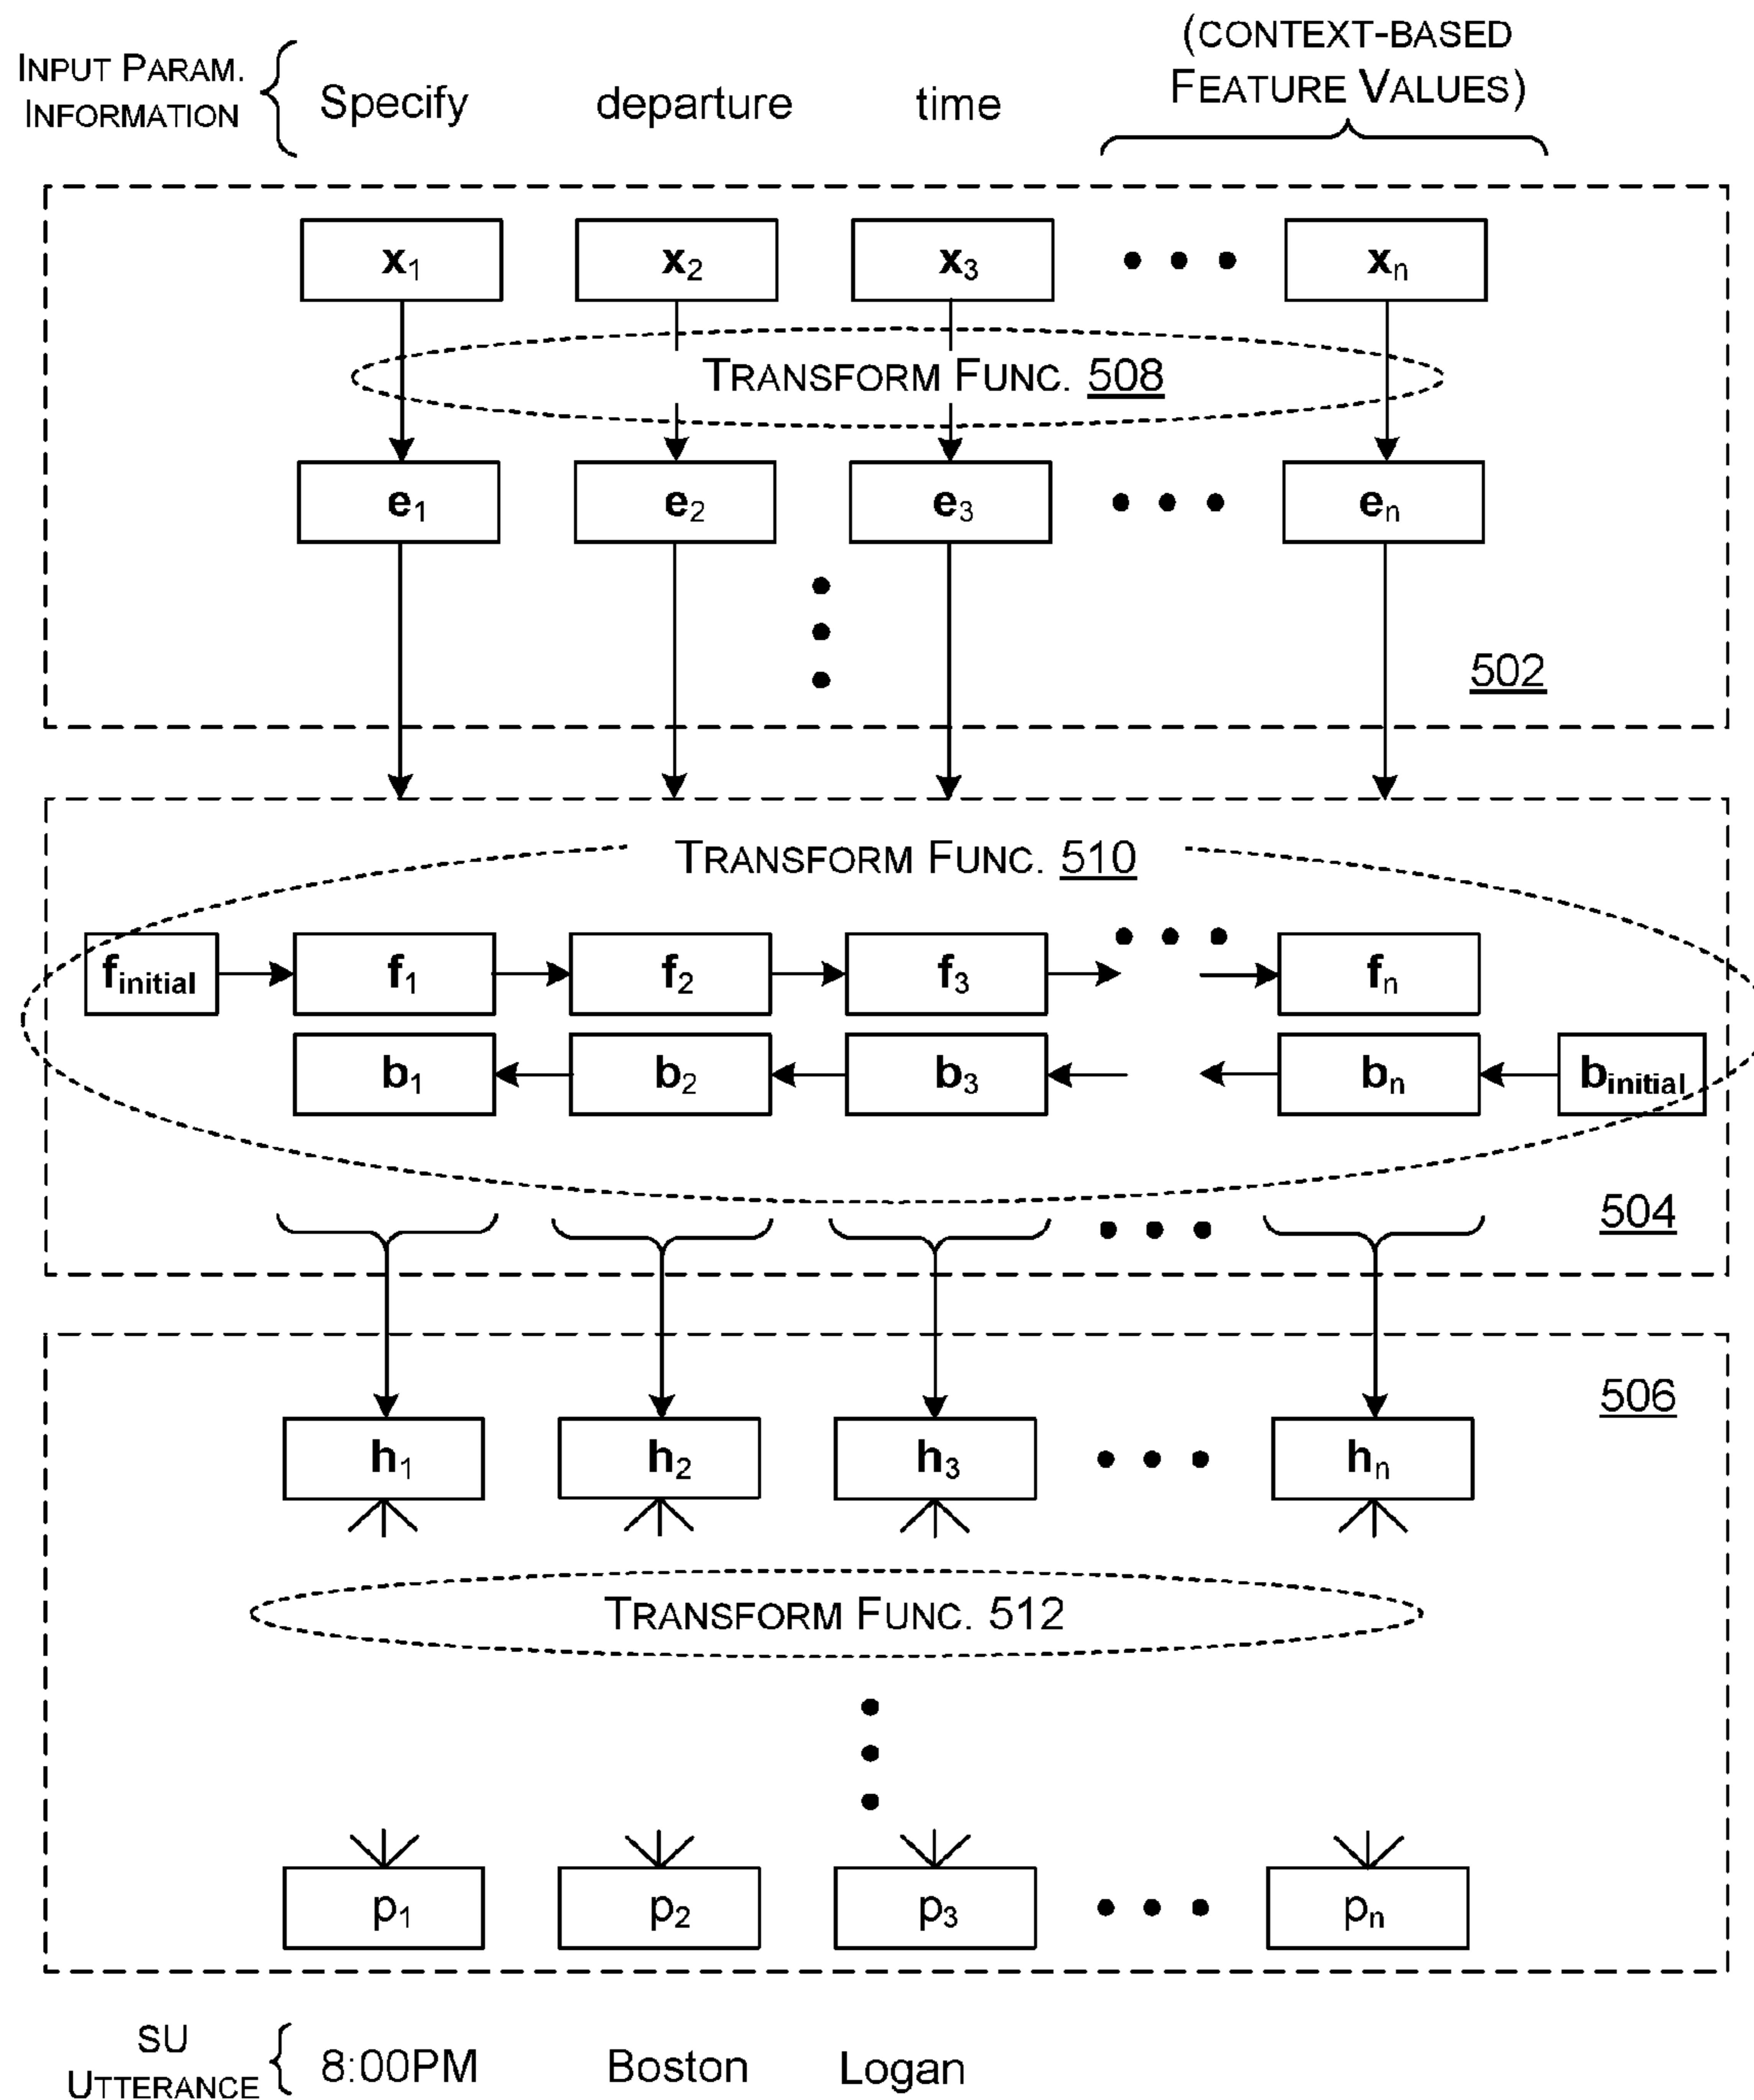 (CONTEXT-BASED
FEATURE VALUES)
INPUT PARAM.
INFORMATION
Specify departure time
x1 x2 x3 xn
TRANSFORM FUNC. 508
e1 e2 e3 en
502
TRANSFORM FUNC. 510
finitial f1 f2 f3 fn
b1 b2 b3 bn binitial
504
506
h1 h2 h3 hn
TRANSFORM FUNC. 512
p1 p2 p3 pn
SU
UTTERANCE
8:00PM Boston Logan